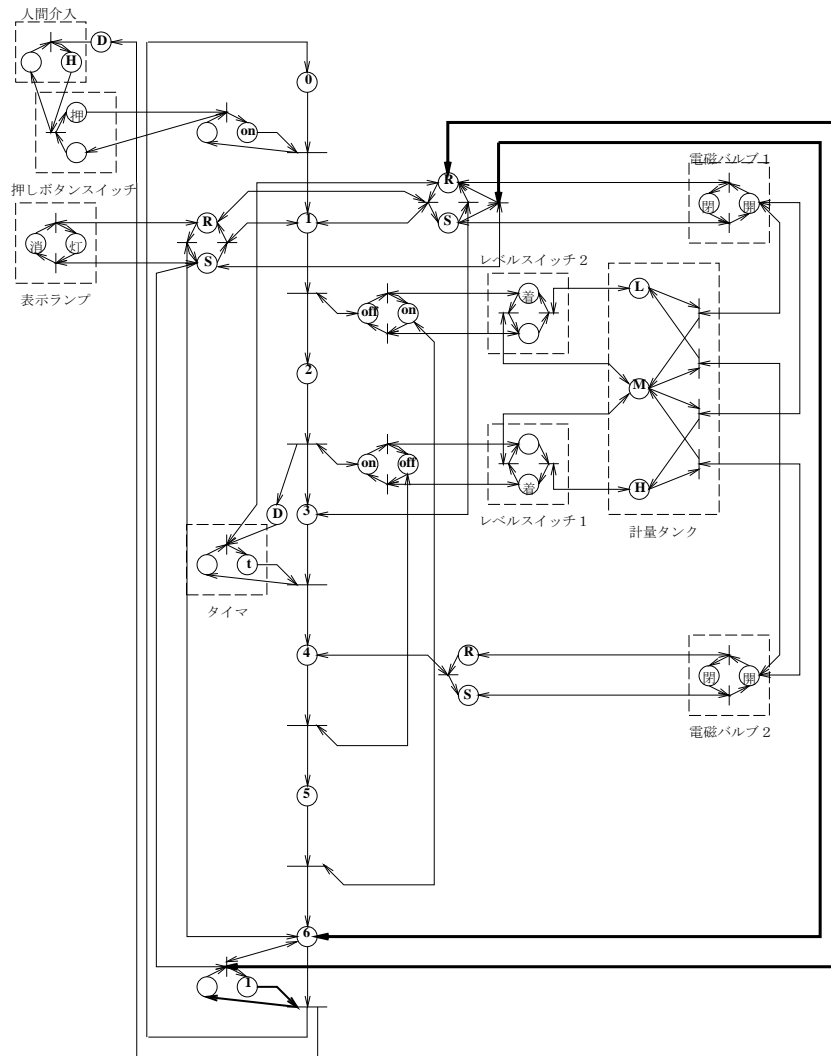 人間介入
D
H
0
押
on
押しボタンスイッチ
R
電磁バルブ1
閉
開
R
1
S
消
灯
S
表示ランプ
レベルスイッチ2
着
L
off
on
2
M
on
off
着
H
D
3
レベルスイッチ1
計量タンク
t
タイマ
4
R
S
閉
開
電磁バルブ2
5
6
1